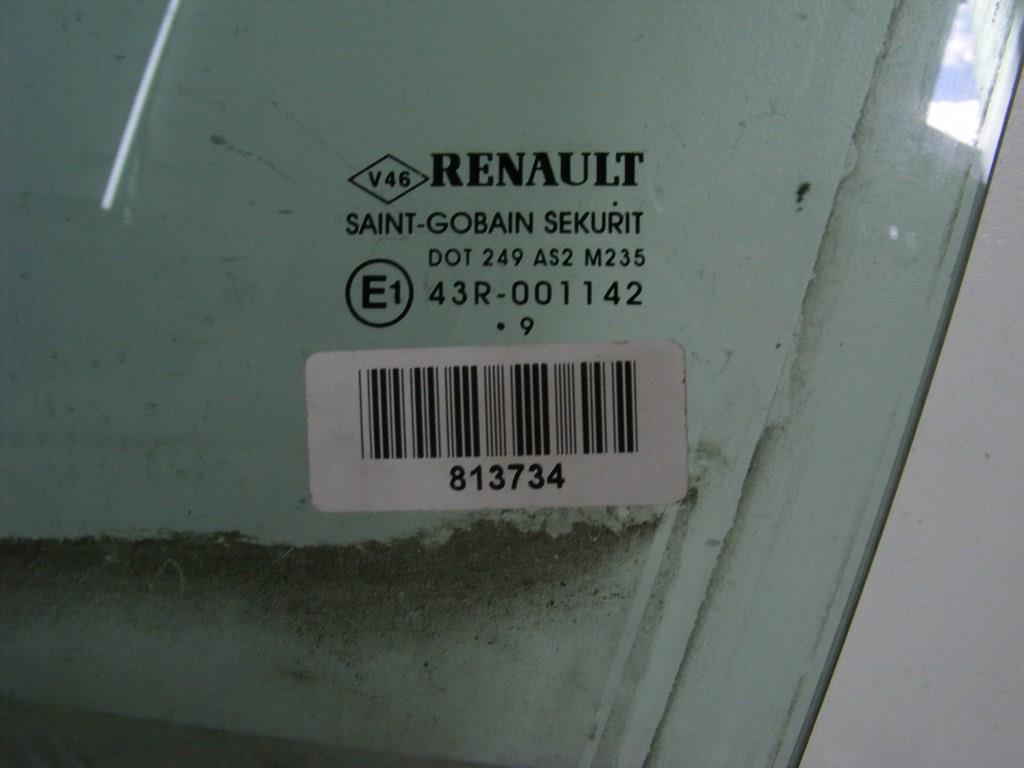 V46 RENAULT
SAINT-GOBAIN SEKURIT
DOT 249 AS2 M235
E1 43R-001142
• 9
813734